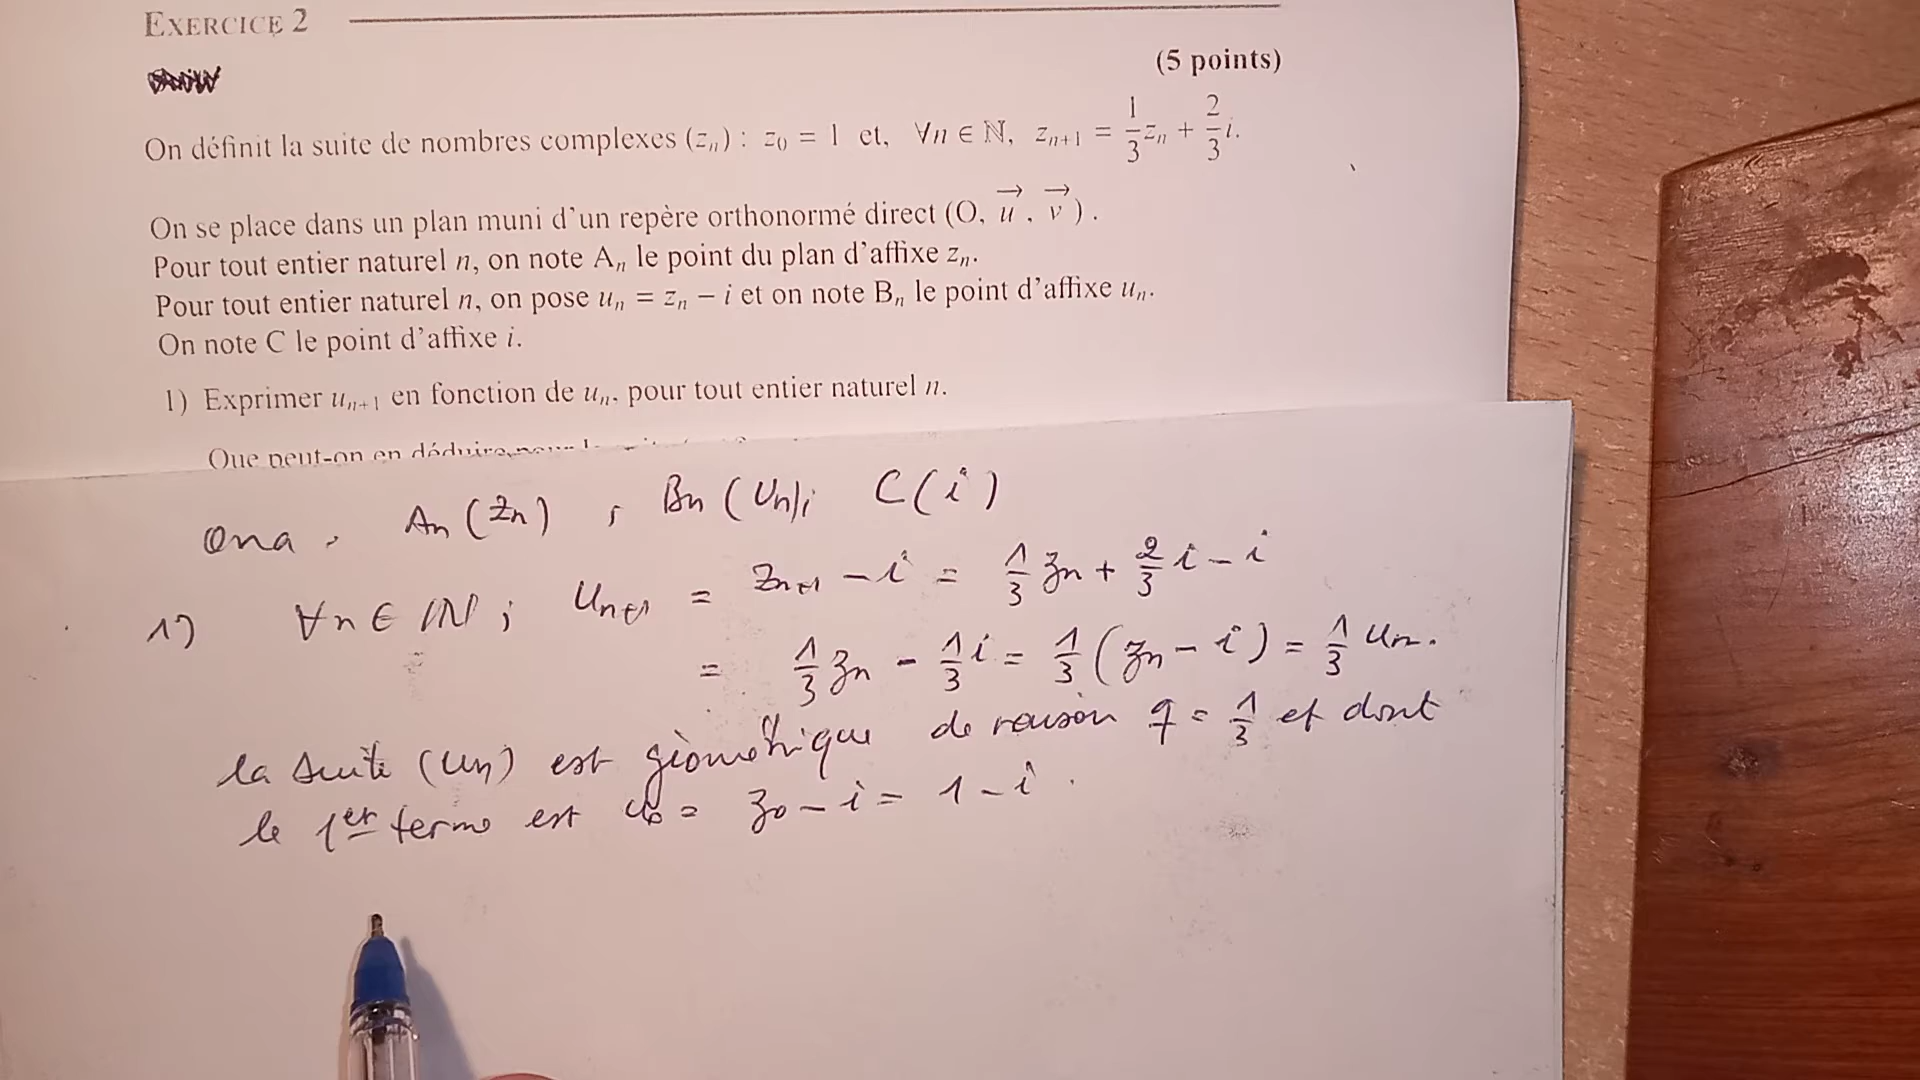 EXERCICE 2
(5 points)
On définit la suite de nombres complexes (zₙ) : z₀ = 1 et, ∀n ∈ ℕ, zₙ₊₁ = 1/3 zₙ + 2/3 i.
On se place dans un plan muni d'un repère orthonormé direct (O, u⃗, v⃗).
Pour tout entier naturel n, on note Aₙ le point du plan d'affixe zₙ.
Pour tout entier naturel n, on pose uₙ = zₙ − i et on note Bₙ le point d'affixe uₙ.
On note C le point d'affixe i.
1) Exprimer uₙ₊₁ en fonction de uₙ, pour tout entier naturel n.
Que peut-on en déduire
On a . Aₙ (zₙ) ; Bₙ (Uₙ) ; C (i)
1) ∀n ∈ ℕ ; Uₙ₊₁ = zₙ₊₁ − i = 1/3 zₙ + 2/3 i − i
= 1/3 zₙ − 1/3 i = 1/3 (zₙ − i) = 1/3 Uₙ.
la suite (Uₙ) est géométrique de raison q = 1/3 et dont
le 1er terme est u₀ = z₀ − i = 1 − i.